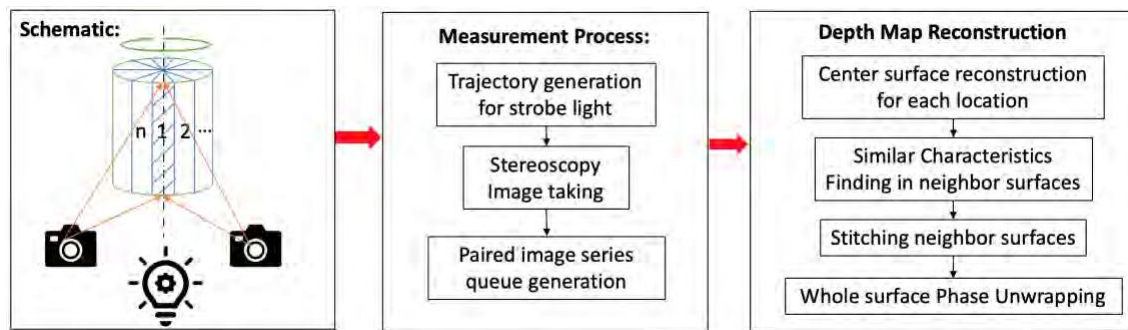 Schematic:
n 1 2 ...
Measurement Process:
Trajectory generation
for strobe light
Stereoscopy
Image taking
Paired image series
queue generation
Depth Map Reconstruction
Center surface reconstruction
for each location
Similar Characteristics
Finding in neighbor surfaces
Stitching neighbor surfaces
Whole surface Phase Unwrapping